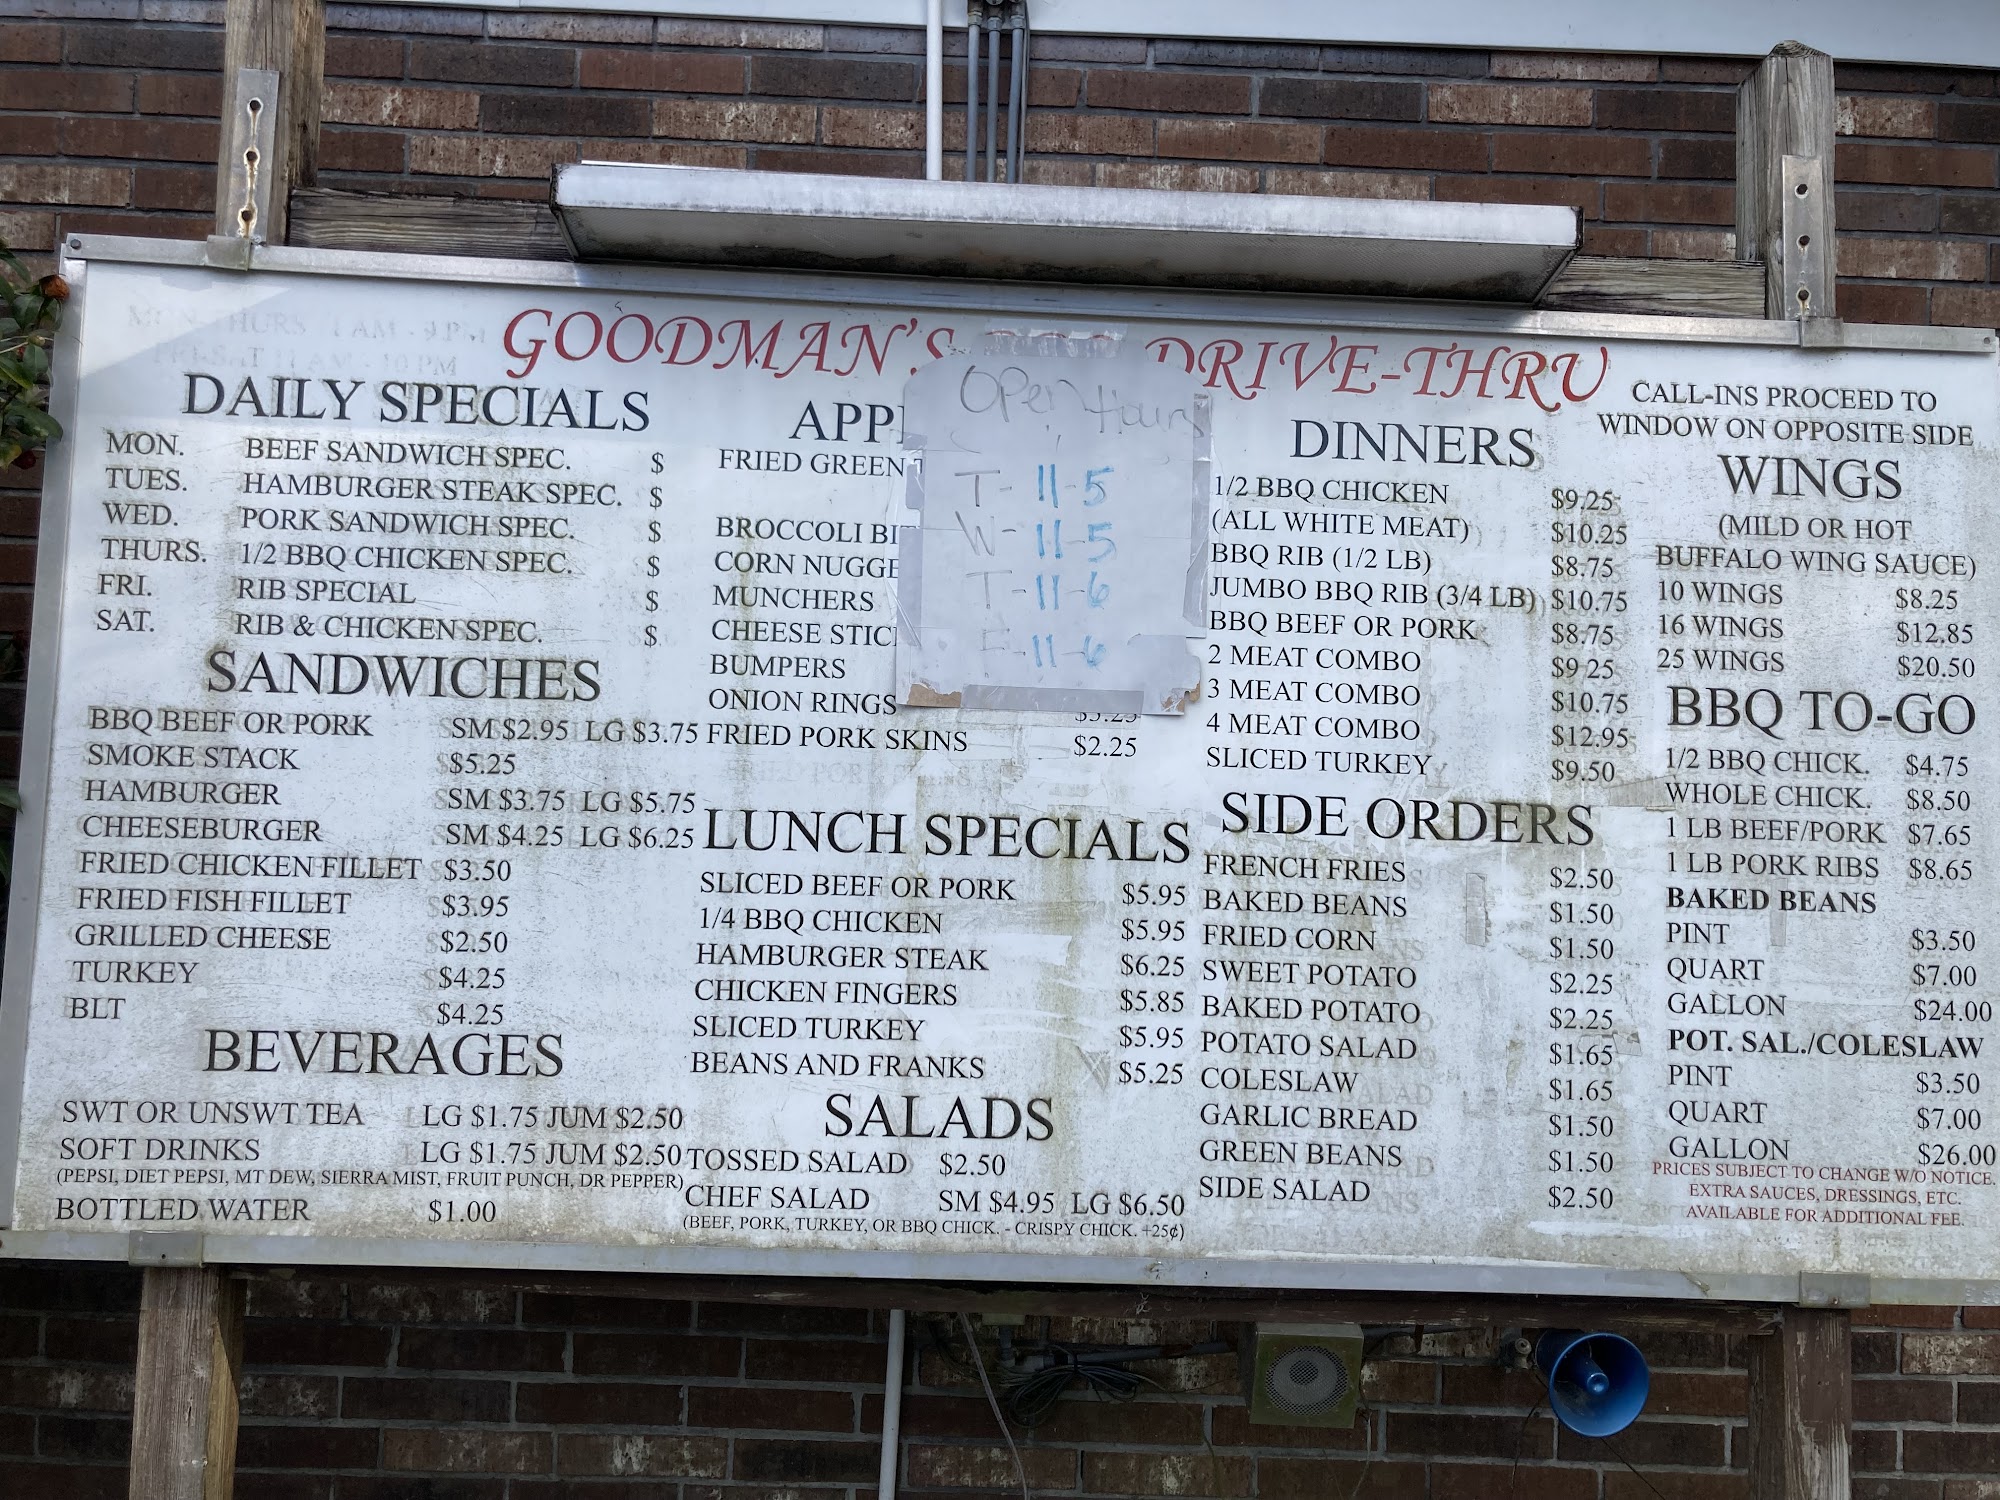 GOODMAN'S DRIVE-THRU
DAILY SPECIALS
MON. BEEF SANDWICH SPEC. $
TUES. HAMBURGER STEAK SPEC. $
WED. PORK SANDWICH SPEC. $
THURS. 1/2 BBQ CHICKEN SPEC. $
FRI. RIB SPECIAL $
SAT. RIB & CHICKEN SPEC. $
SANDWICHES
BBQ BEEF OR PORK SM $2.95 LG $3.75
SMOKE STACK $5.25
HAMBURGER SM $3.75 LG $5.75
CHEESEBURGER SM $4.25 LG $6.25
FRIED CHICKEN FILLET $3.50
FRIED FISH FILLET $3.95
GRILLED CHEESE $2.50
TURKEY $4.25
BLT $4.25
BEVERAGES
SWT OR UNSWT TEA LG $1.75 JUM $2.50
SOFT DRINKS LG $1.75 JUM $2.50
(PEPSI, DIET PEPSI, MT DEW, SIERRA MIST, FRUIT PUNCH, DR PEPPER)
BOTTLED WATER $1.00
APP
FRIED GREEN
BROCCOLI
CORN
MUNCHERS
CHEESE
BUMPERS
ONION RINGS
FRIED PORK SKINS $2.25
Open Hours
T - 11-5
W - 11-5
T - 11-6
F - 11-6
LUNCH SPECIALS
SLICED BEEF OR PORK $5.95
1/4 BBQ CHICKEN $5.95
HAMBURGER STEAK $6.25
CHICKEN FINGERS $5.85
SLICED TURKEY $5.95
BEANS AND FRANKS $5.25
SALADS
TOSSED SALAD $2.50
CHEF SALAD SM $4.95 LG $6.50
(BEEF, PORK, TURKEY, OR BBQ CHICK. - CRISPY CHICK. +25¢)
DINNERS
1/2 BBQ CHICKEN $9.25
(ALL WHITE MEAT) $10.25
BBQ RIB (1/2 LB) $8.75
JUMBO BBQ RIB (3/4 LB) $10.75
BBQ BEEF OR PORK $8.75
2 MEAT COMBO $9.25
3 MEAT COMBO $10.75
4 MEAT COMBO $12.95
SLICED TURKEY $9.50
SIDE ORDERS
FRENCH FRIES $2.50
BAKED BEANS $1.50
FRIED CORN $1.50
SWEET POTATO $2.25
BAKED POTATO $2.25
POTATO SALAD $1.65
COLESLAW $1.65
GARLIC BREAD $1.50
GREEN BEANS $1.50
SIDE SALAD $2.50
CALL-INS PROCEED TO
WINDOW ON OPPOSITE SIDE
WINGS
(MILD OR HOT
BUFFALO WING SAUCE)
10 WINGS $8.25
16 WINGS $12.85
25 WINGS $20.50
BBQ TO-GO
1/2 BBQ CHICK. $4.75
WHOLE CHICK. $8.50
1 LB BEEF/PORK $7.65
1 LB PORK RIBS $8.65
BAKED BEANS
PINT $3.50
QUART $7.00
GALLON $24.00
POT. SAL./COLESLAW
PINT $3.50
QUART $7.00
GALLON $26.00
PRICES SUBJECT TO CHANGE W/O NOTICE.
EXTRA SAUCES, DRESSINGS, ETC.
AVAILABLE FOR ADDITIONAL FEE.